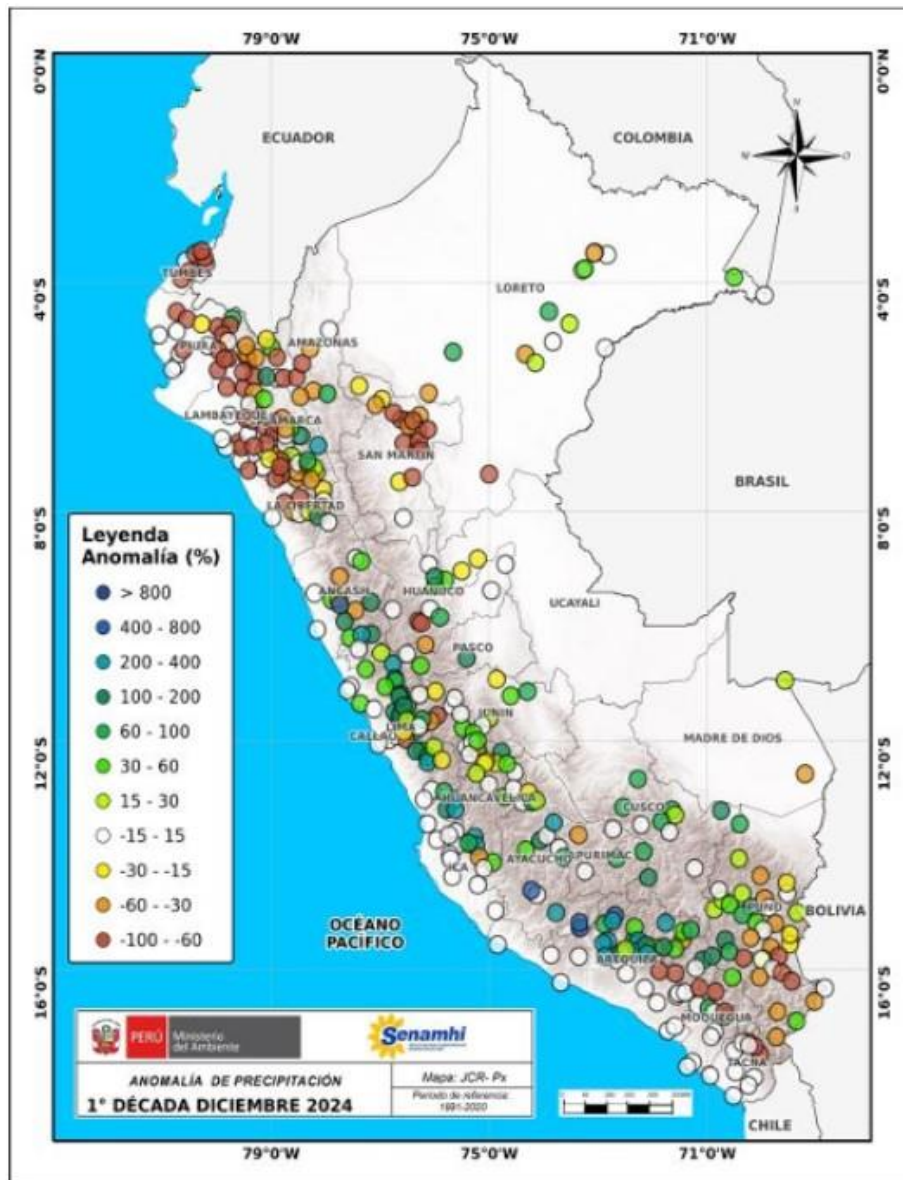 79°0'W 75°0'W 71°0'W
0°0'N 0°0'N
ECUADOR COLOMBIA
N
O
TUMBES
LORETO
4°0'S 4°0'S
PIURA AMAZONAS
LAMBAYEQUE CAJAMARCA
SAN MARTIN
BRASIL
LA LIBERTAD
8°0'S 8°0'S
Leyenda
Anomalía (%)
> 800
400 - 800
200 - 400
100 - 200
60 - 100
30 - 60
15 - 30
-15 - 15
-30 - -15
-60 - -30
-100 - -60
ANCASH HUANUCO
UCAYALI
PASCO
JUNIN
LIMA
CALLAO
MADRE DE DIOS
12°0'S 12°0'S
HUANCAVELICA
CUSCO
AYACUCHO APURIMAC
ICA
PUNO
BOLIVIA
OCÉANO
PACÍFICO
AREQUIPA
16°0'S 16°0'S
MOQUEGUA
TACNA
CHILE
PERÚ Ministerio
del Ambiente
Senamhi
ANOMALÍA DE PRECIPITACIÓN
1° DÉCADA DICIEMBRE 2024
Mapa: JCR- Px
Periodo de referencia:
1991-2020
79°0'W 75°0'W 71°0'W